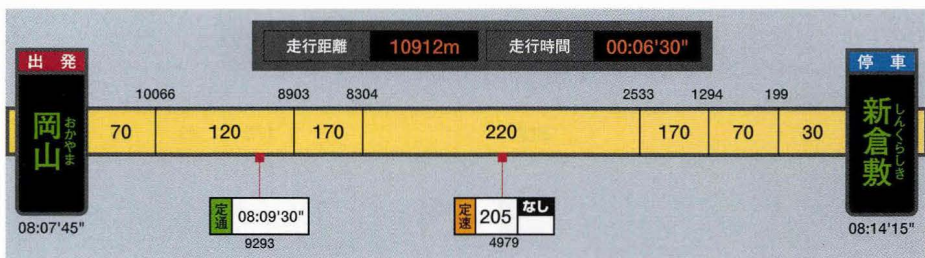 走行距離 10912m 走行時間 00:06'30"
出発
停車
岡山
おかやま
新倉敷
しんくらしき
10066 8903 8304 2533 1294 199
70 120 170 220 170 70 30
定通 08:09'30"
9293
定速 205 なし
4979
08:07'45"
08:14'15"